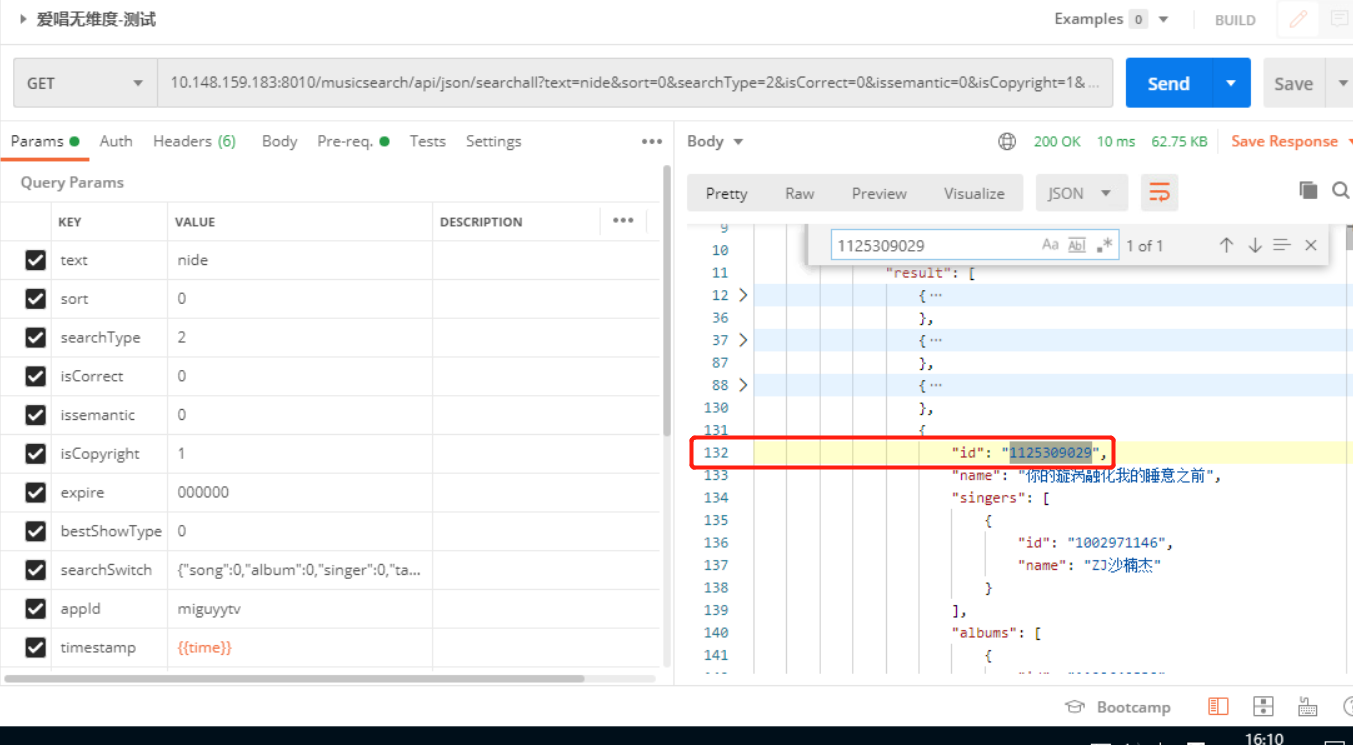 爱唱无维度-测试
Examples 0 BUILD
GET 10.148.159.183:8010/musicsearch/api/json/searchall?text=nide&sort=0&searchType=2&isCorrect=0&issemantic=0&isCopyright=1& ... Send Save
Params Auth Headers (6) Body Pre-req. Tests Settings ...
Query Params
KEY VALUE DESCRIPTION ...
text nide
sort 0
searchType 2
isCorrect 0
issemantic 0
isCopyright 1
expire 000000
bestShowType 0
searchSwitch {"song":0,"album":0,"singer":0,"ta...
appId miguyytv
timestamp {{time}}
Body 200 OK 10 ms 62.75 KB Save Response
Pretty Raw Preview Visualize JSON
1125309029 Aa Abl .* 1 of 1
9
10
11 "result": [
12 { ...
36 },
37 { ...
87 },
88 { ...
130 },
131 {
132 "id": "1125309029",
133 "name": "你的漩涡融化我的睡意之前",
134 "singers": [
135 {
136 "id": "1002971146",
137 "name": "ZJ沙楠杰"
138 }
139 ],
140 "albums": [
141 {
Bootcamp
16:10